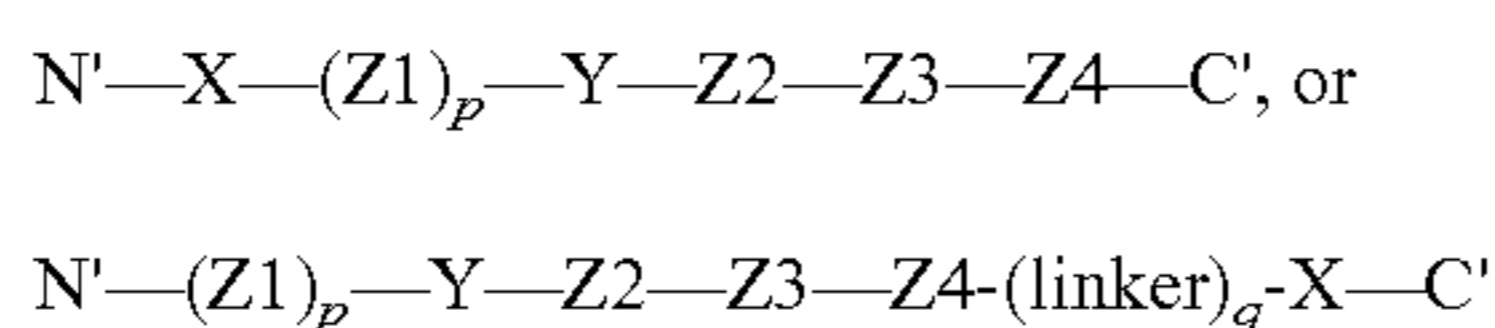 N'—X—(Z1)p—Y—Z2—Z3—Z4—C', or
N'—(Z1)p—Y—Z2—Z3—Z4-(linker)q-X—C'